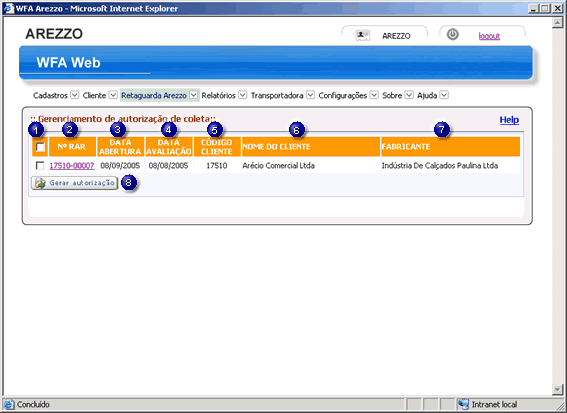 WFA Arezzo - Microsoft Internet Explorer
AREZZO
AREZZO
logout
WFA Web
Cadastros Cliente Retaguarda Arezzo Relatórios Transportadora Configurações Sobre Ajuda
:: Gerenciamento de autorização de coleta::
Help
1 2 3 4 5 6 7
Nº RAR DATA ABERTURA DATA AVALIAÇÃO CÓDIGO CLIENTE NOME DO CLIENTE FABRICANTE
17510-00007 08/09/2005 08/08/2005 17510 Arécio Comercial Ltda Indústria De Calçados Paulina Ltda
Gerar autorização 8
Concluído
Intranet local